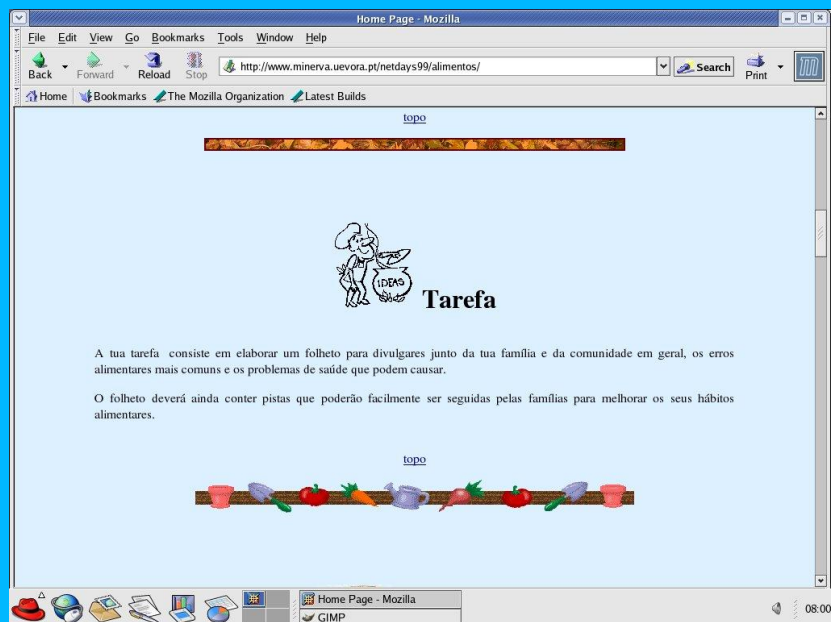 Home Page - Mozilla
File Edit View Go Bookmarks Tools Window Help
Back Forward Reload Stop http://www.minerva.uevora.pt/netdays99/alimentos/ Search Print
Home Bookmarks The Mozilla Organization Latest Builds
topo
IDEAS
Tarefa
A tua tarefa consiste em elaborar um folheto para divulgares junto da tua família e da comunidade em geral, os erros
alimentares mais comuns e os problemas de saúde que podem causar.
O folheto deverá ainda conter pistas que poderão facilmente ser seguidas pelas famílias para melhorar os seus hábitos
alimentares.
topo
Home Page - Mozilla
GIMP
08:00